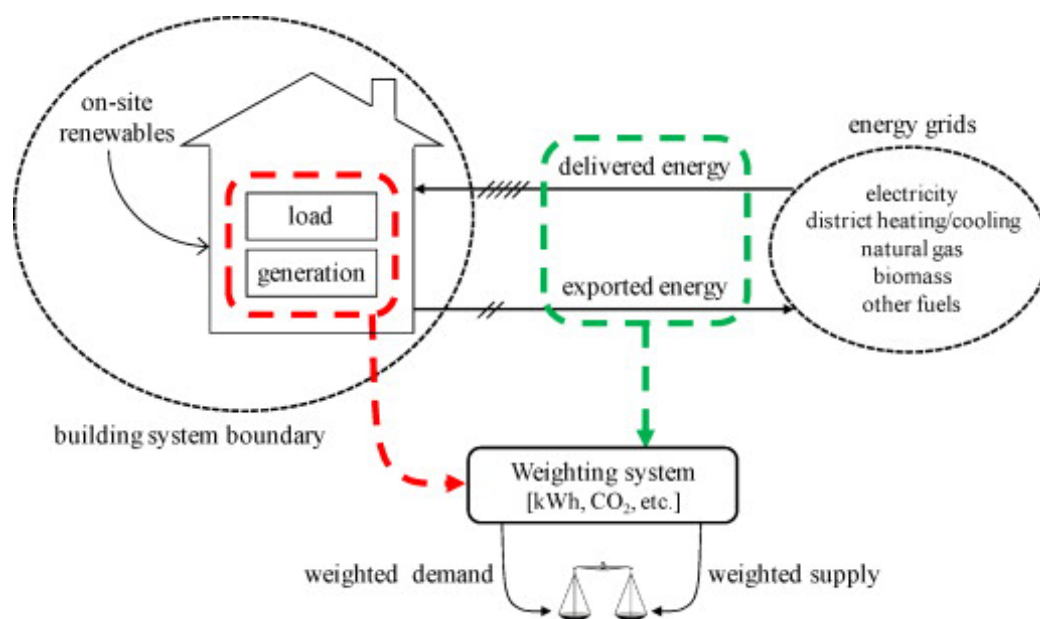 on-site
renewables
load
generation
building system boundary
delivered energy
exported energy
energy grids
electricity
district heating/cooling
natural gas
biomass
other fuels
Weighting system
[kWh, CO₂, etc.]
weighted demand
weighted supply